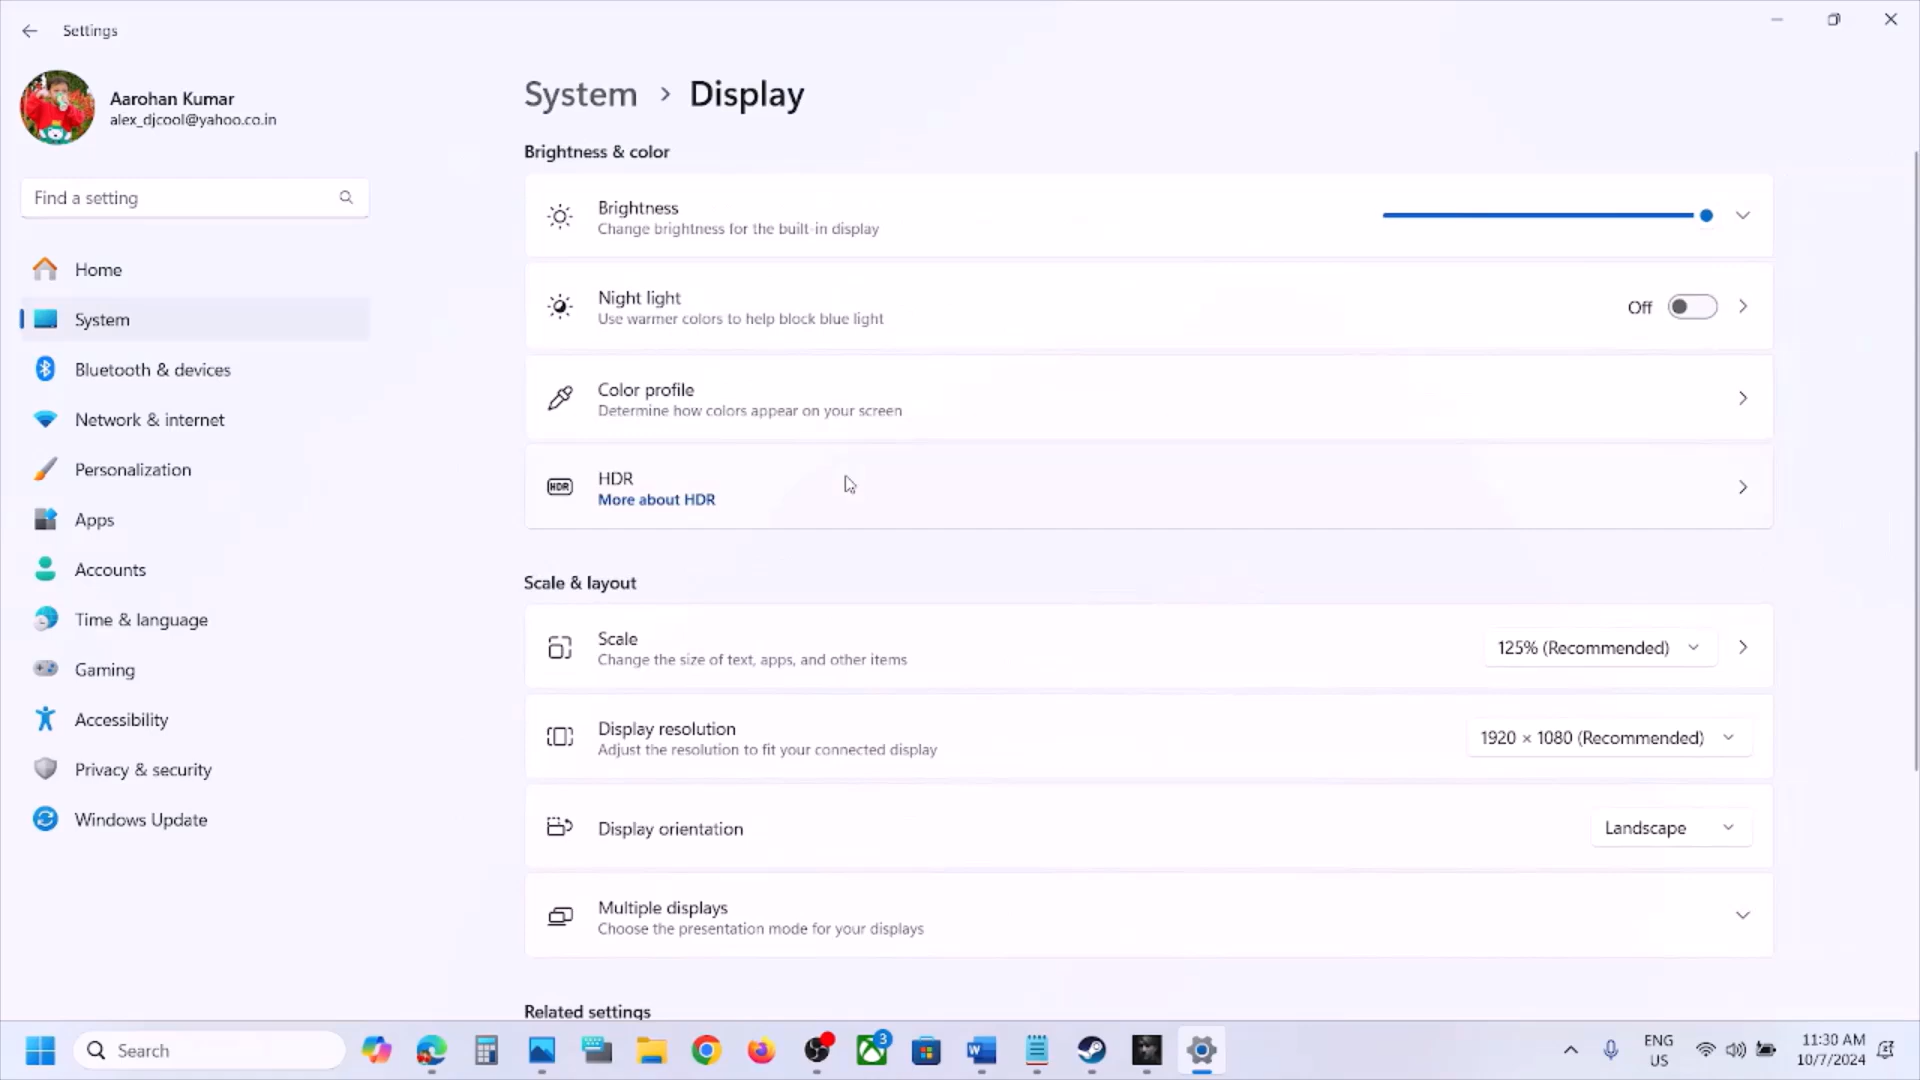 Settings
Aarohan Kumar
alex_djcool@yahoo.co.in
Find a setting
Home
System
Bluetooth & devices
Network & internet
Personalization
Apps
Accounts
Time & language
Gaming
Accessibility
Privacy & security
Windows Update
System > Display
Brightness & color
Brightness
Change brightness for the built-in display
Night light
Use warmer colors to help block blue light
Off
Color profile
Determine how colors appear on your screen
HDR
HDR
More about HDR
Scale & layout
Scale
Change the size of text, apps, and other items
125% (Recommended)
Display resolution
Adjust the resolution to fit your connected display
1920 × 1080 (Recommended)
Display orientation
Landscape
Multiple displays
Choose the presentation mode for your displays
Related settings
Search
3
W
ENG
US
11:30 AM
10/7/2024